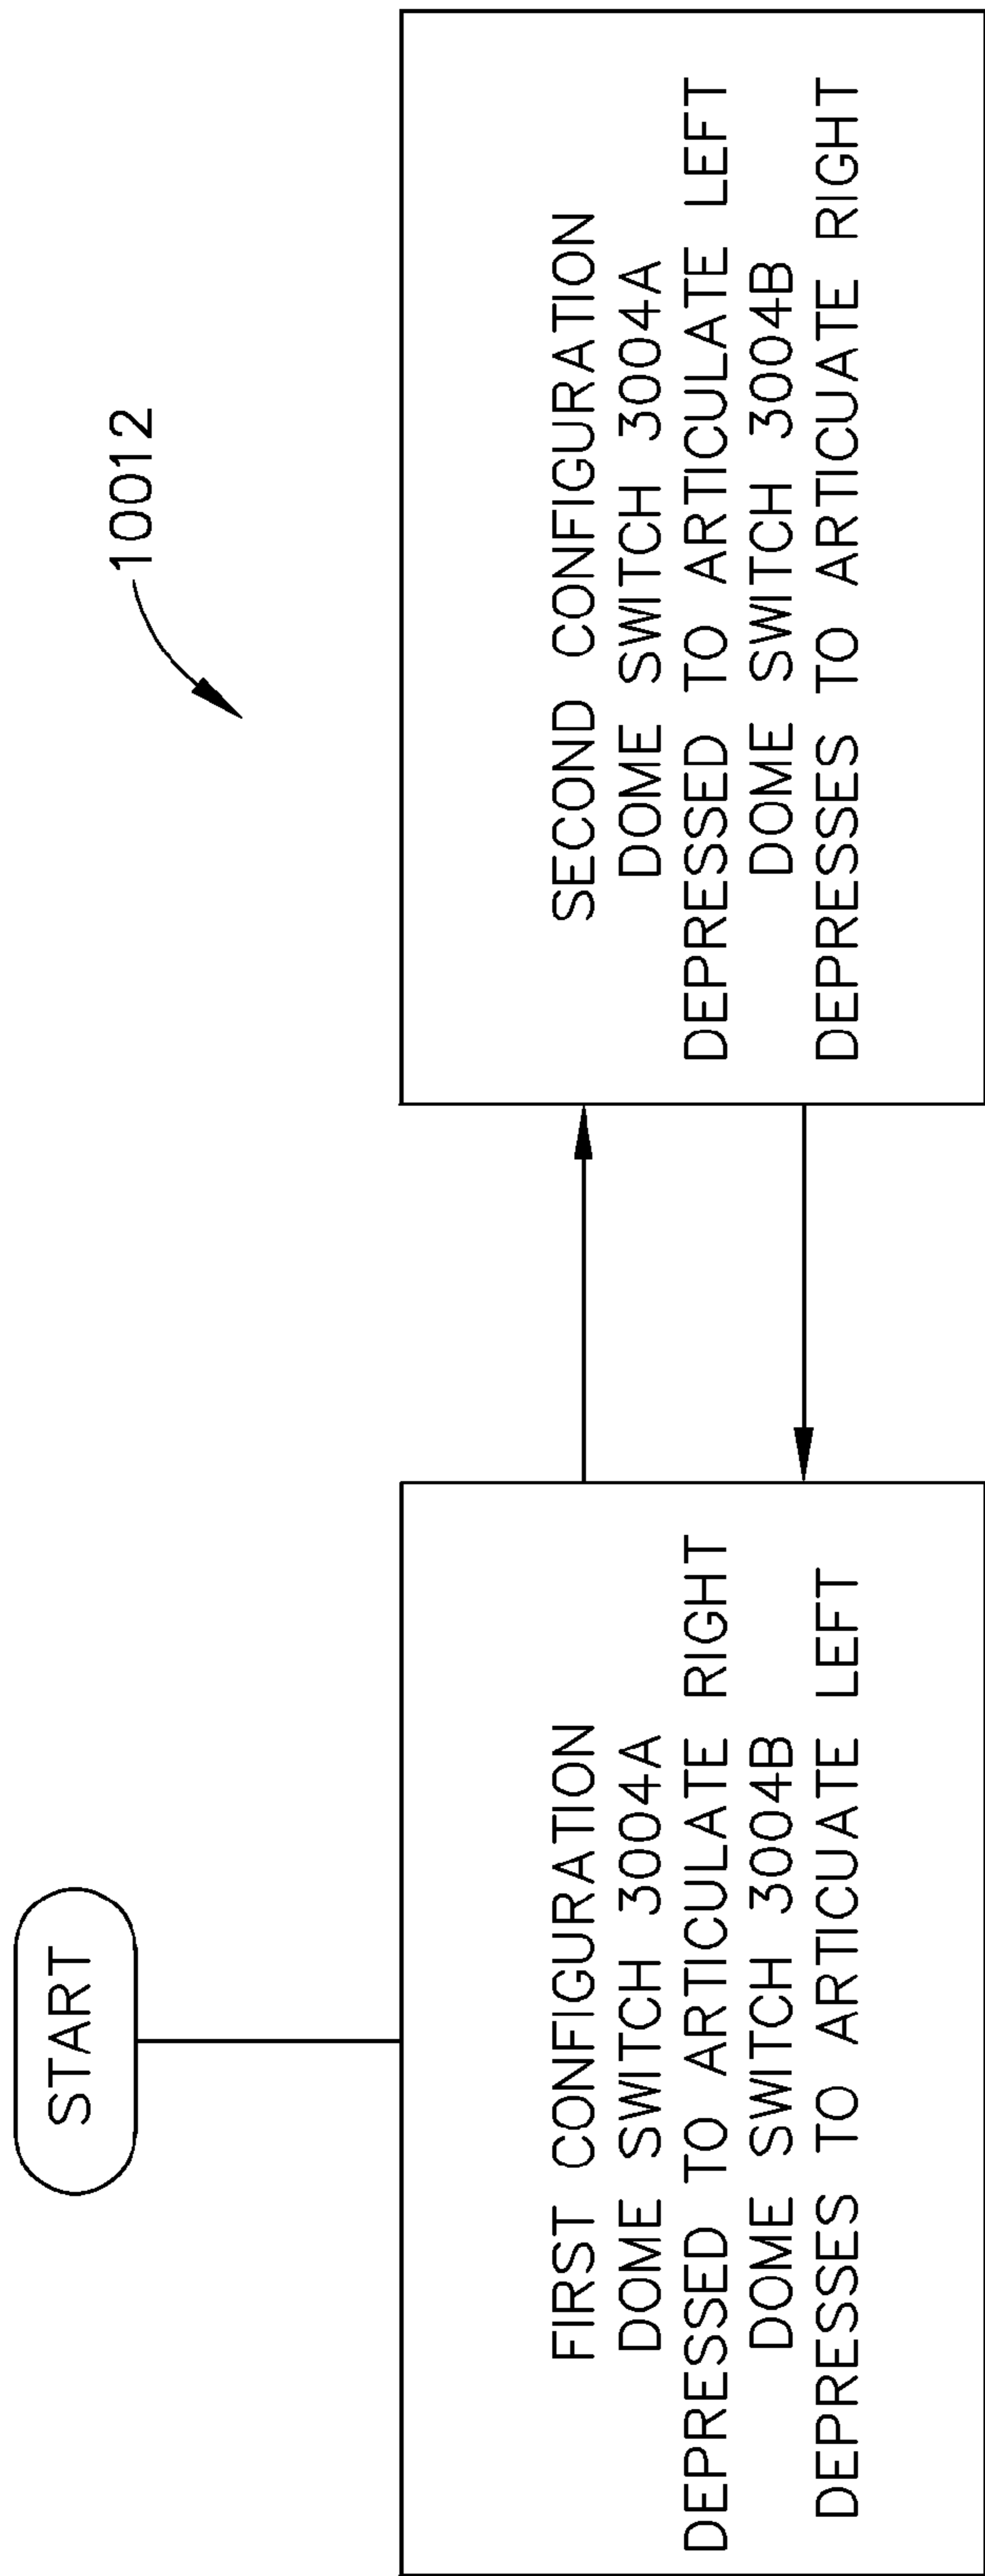 10012
START
FIRST CONFIGURATION
DOME SWITCH 3004A
DEPRESSED TO ARTICULATE RIGHT
DOME SWITCH 3004B
DEPRESSES TO ARTICUATE LEFT
SECOND CONFIGURATION
DOME SWITCH 3004A
DEPRESSED TO ARTICULATE LEFT
DOME SWITCH 3004B
DEPRESSES TO ARTICUATE RIGHT